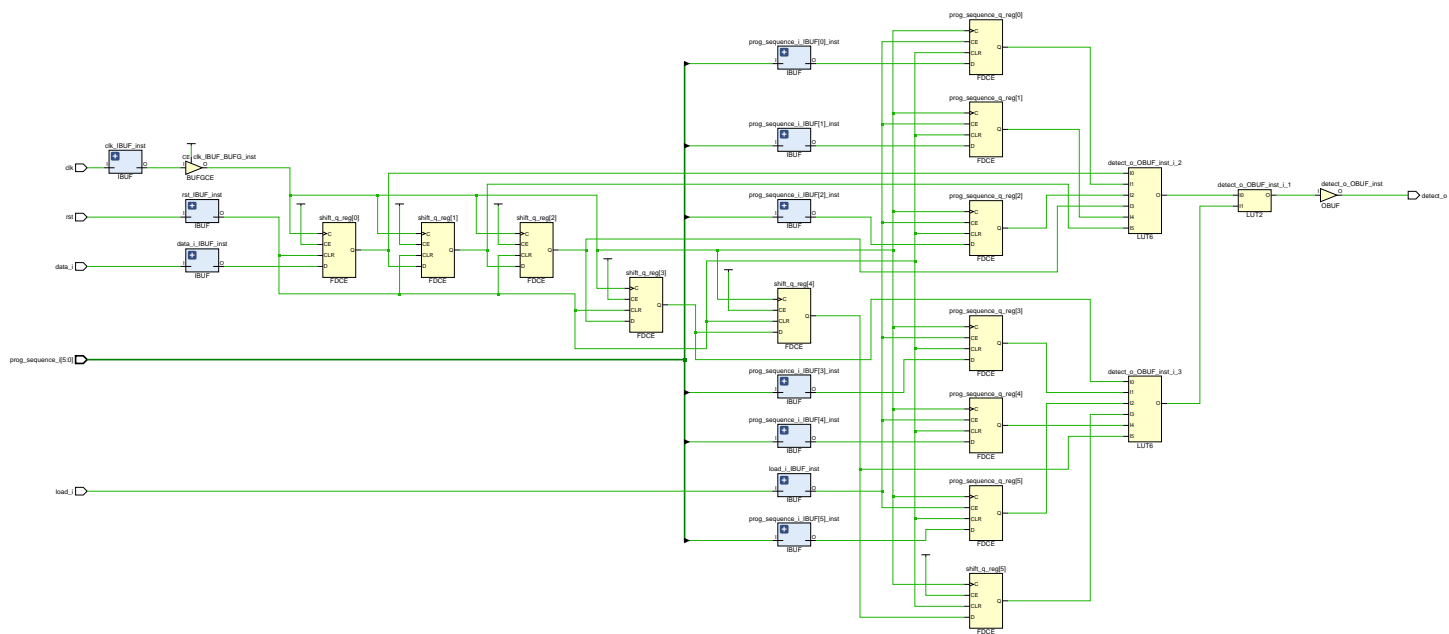 clk
clk_IBUF_inst
I
O
IBUF
CE
clk_IBUF_BUFG_inst
I
O
BUFGCE
rst
rst_IBUF_inst
I
O
IBUF
data_i
data_i_IBUF_inst
I
O
IBUF
shift_q_reg[0]
C
CE
CLR
D
Q
FDCE
shift_q_reg[1]
C
CE
CLR
D
Q
FDCE
shift_q_reg[2]
C
CE
CLR
D
Q
FDCE
shift_q_reg[3]
C
CE
CLR
D
Q
FDCE
shift_q_reg[4]
C
CE
CLR
D
Q
FDCE
prog_sequence_i[5:0]
load_i
prog_sequence_i_IBUF[0]_inst
I
O
IBUF
prog_sequence_i_IBUF[1]_inst
I
O
IBUF
prog_sequence_i_IBUF[2]_inst
I
O
IBUF
prog_sequence_i_IBUF[3]_inst
I
O
IBUF
prog_sequence_i_IBUF[4]_inst
I
O
IBUF
load_i_IBUF_inst
I
O
IBUF
prog_sequence_i_IBUF[5]_inst
I
O
IBUF
prog_sequence_q_reg[0]
C
CE
CLR
D
Q
FDCE
prog_sequence_q_reg[1]
C
CE
CLR
D
Q
FDCE
prog_sequence_q_reg[2]
C
CE
CLR
D
Q
FDCE
prog_sequence_q_reg[3]
C
CE
CLR
D
Q
FDCE
prog_sequence_q_reg[4]
C
CE
CLR
D
Q
FDCE
prog_sequence_q_reg[5]
C
CE
CLR
D
Q
FDCE
shift_q_reg[5]
C
CE
CLR
D
Q
FDCE
detect_o_OBUF_inst_i_2
I0
I1
I2
I3
I4
I5
O
LUT6
detect_o_OBUF_inst_i_3
I0
I1
I2
I3
I4
I5
O
LUT6
detect_o_OBUF_inst_i_1
I0
I1
O
LUT2
detect_o_OBUF_inst
I
O
OBUF
detect_o